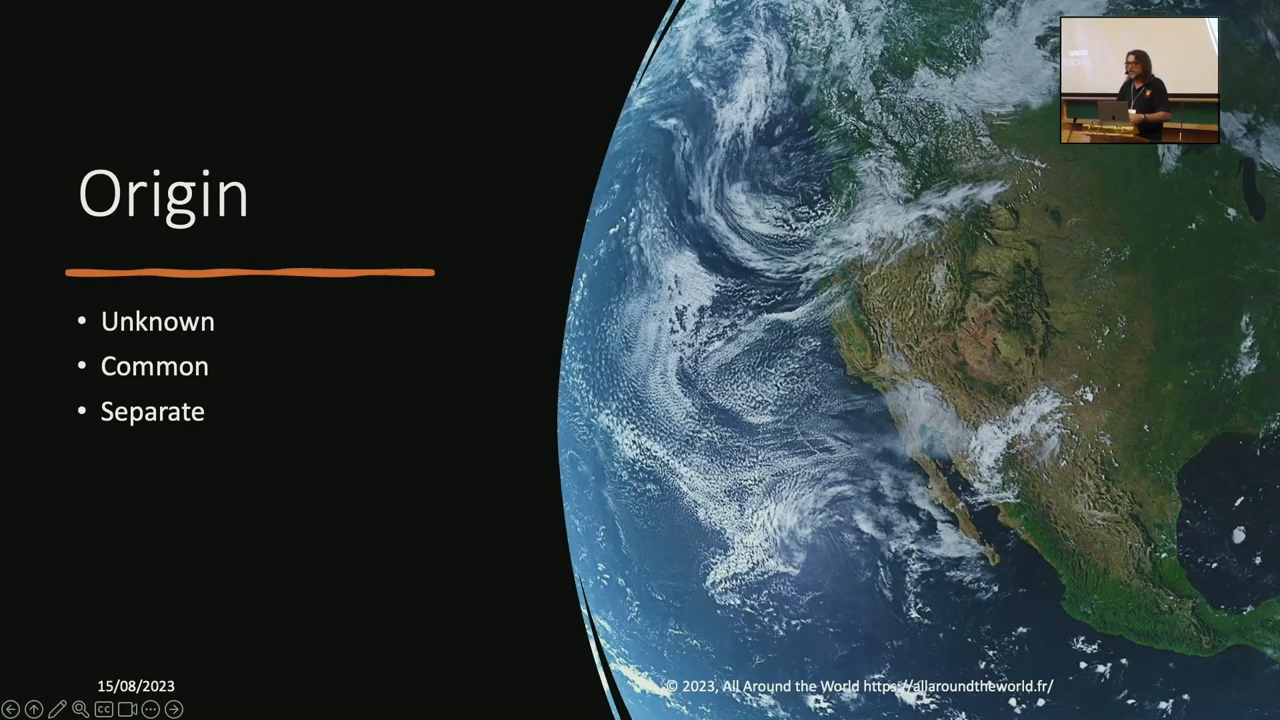 Origin
• Unknown
• Common
• Separate
15/08/2023
© 2023, All Around the World https://allaroundtheworld.fr/